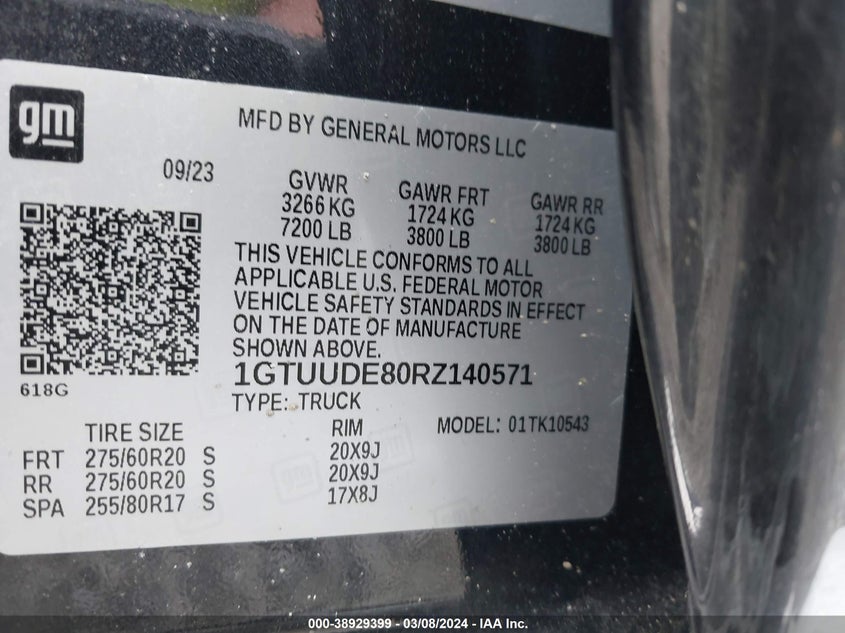 gm
MFD BY GENERAL MOTORS LLC
09/23
GVWR GAWR FRT GAWR RR
3266 KG 1724 KG 1724 KG
7200 LB 3800 LB 3800 LB
THIS VEHICLE CONFORMS TO ALL
APPLICABLE U.S. FEDERAL MOTOR
VEHICLE SAFETY STANDARDS IN EFFECT
ON THE DATE OF MANUFACTURE
SHOWN ABOVE.
618G
1GTUUDE80RZ140571
TYPE: TRUCK
MODEL: 01TK10543
TIRE SIZE RIM
FRT 275/60R20 S 20X9J
RR 275/60R20 S 20X9J
SPA 255/80R17 S 17X8J
000-38929399 - 03/08/2024 - IAA Inc.